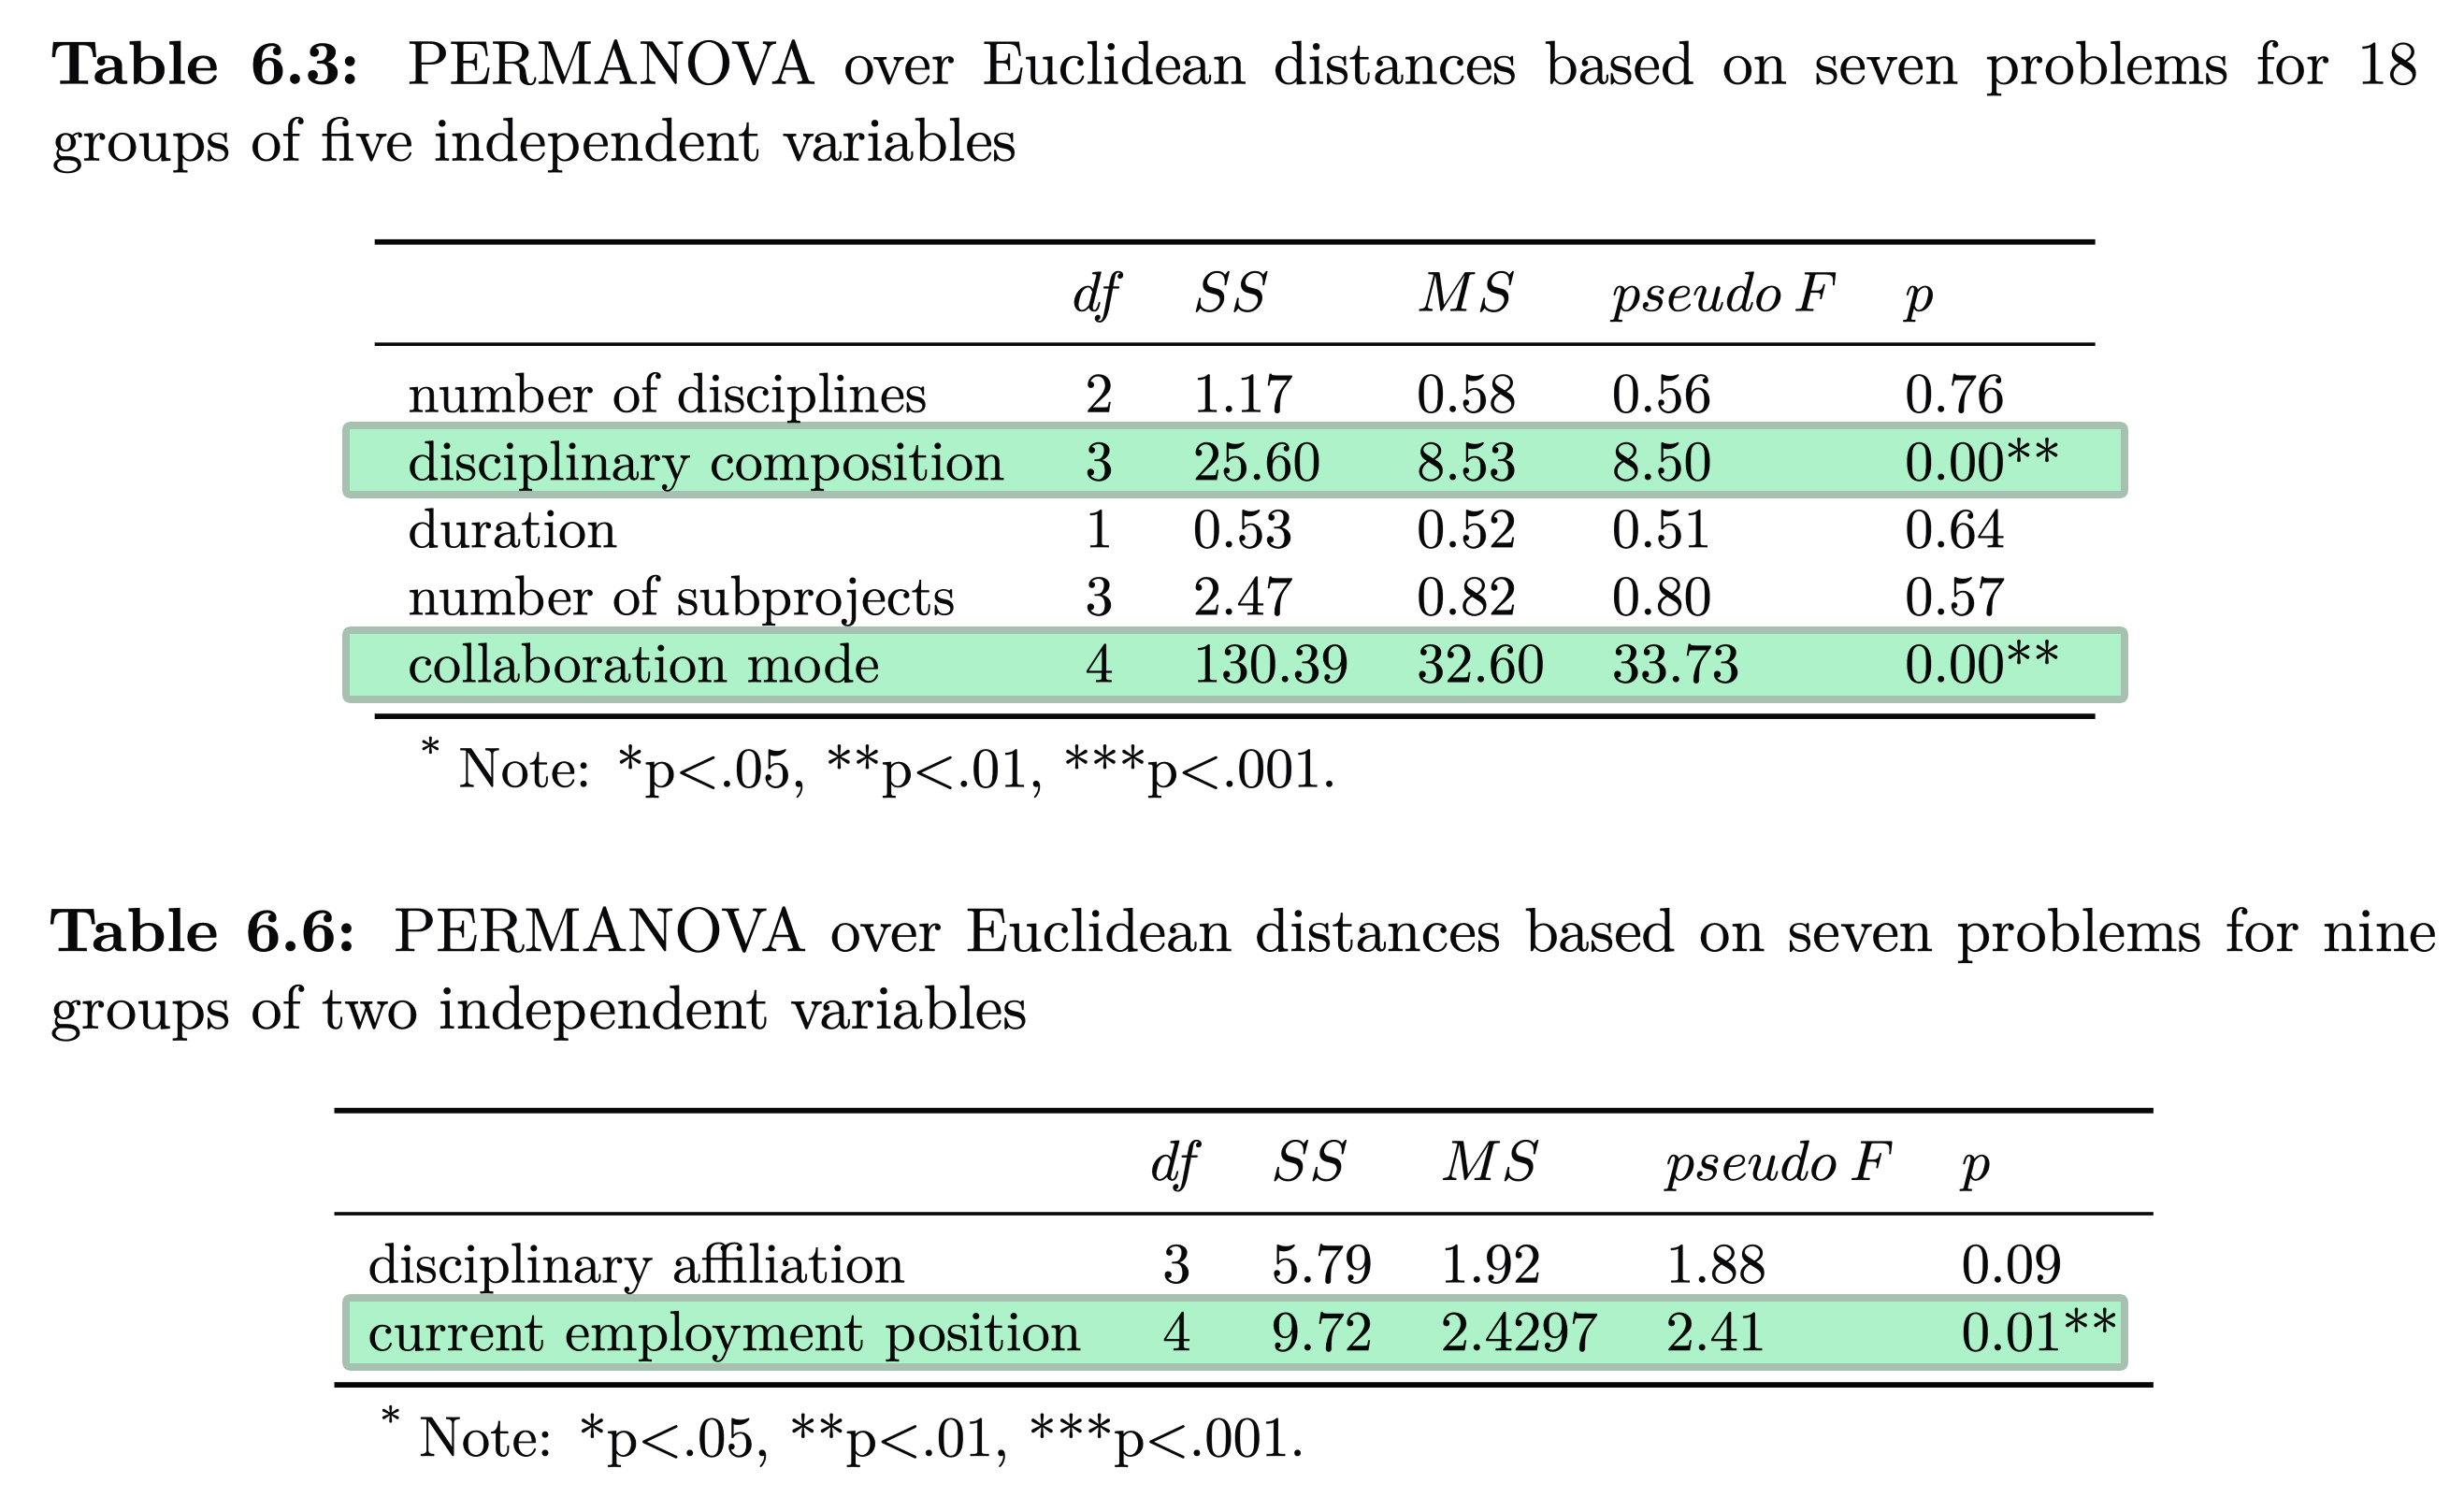 Table 6.3: PERMANOVA over Euclidean distances based on seven problems for 18
groups of five independent variables
df SS MS pseudo F p
number of disciplines 2 1.17 0.58 0.56 0.76
disciplinary composition 3 25.60 8.53 8.50 0.00**
duration 1 0.53 0.52 0.51 0.64
number of subprojects 3 2.47 0.82 0.80 0.57
collaboration mode 4 130.39 32.60 33.73 0.00**
* Note: *p<.05, **p<.01, ***p<.001.
Table 6.6: PERMANOVA over Euclidean distances based on seven problems for nine
groups of two independent variables
df SS MS pseudo F p
disciplinary affiliation 3 5.79 1.92 1.88 0.09
current employment position 4 9.72 2.4297 2.41 0.01**
* Note: *p<.05, **p<.01, ***p<.001.